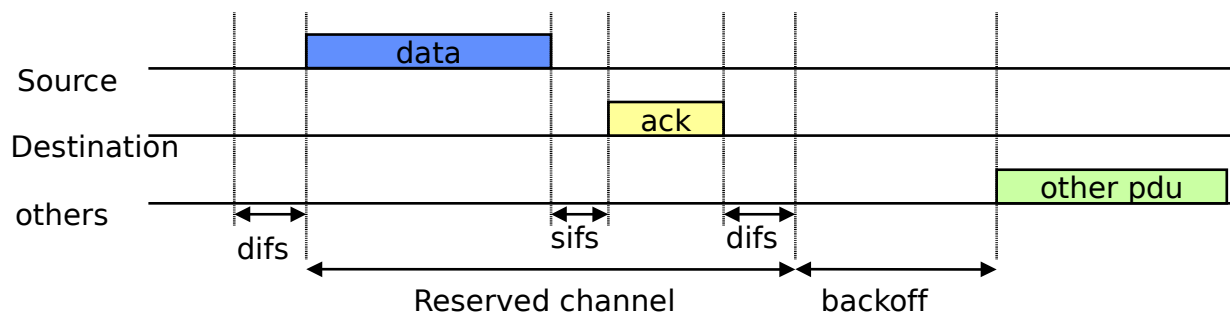 data
Source
ack
Destination
other pdu
others
difs
sifs
difs
Reserved channel
backoff